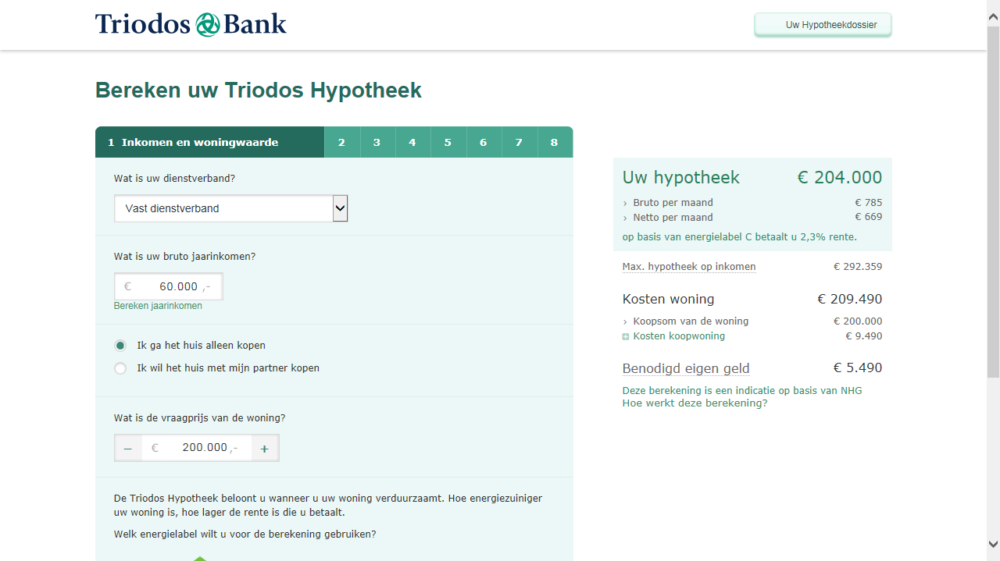 Triodos Bank
Uw Hypotheekdossier
Bereken uw Triodos Hypotheek
1 Inkomen en woningwaarde 2 3 4 5 6 7 8
Wat is uw dienstverband?
Vast dienstverband
Wat is uw bruto jaarinkomen?
€ 60.000 ,-
Bereken jaarinkomen
Ik ga het huis alleen kopen
Ik wil het huis met mijn partner kopen
Wat is de vraagprijs van de woning?
– € 200.000 ,- +
De Triodos Hypotheek beloont u wanneer u uw woning verduurzaamt. Hoe energiezuiniger
uw woning is, hoe lager de rente is die u betaalt.
Welk energielabel wilt u voor de berekening gebruiken?
Uw hypotheek € 204.000
› Bruto per maand € 785
› Netto per maand € 669
op basis van energielabel C betaalt u 2,3% rente.
Max. hypotheek op inkomen € 292.359
Kosten woning € 209.490
› Koopsom van de woning € 200.000
Kosten koopwoning € 9.490
Benodigd eigen geld € 5.490
Deze berekening is een indicatie op basis van NHG
Hoe werkt deze berekening?